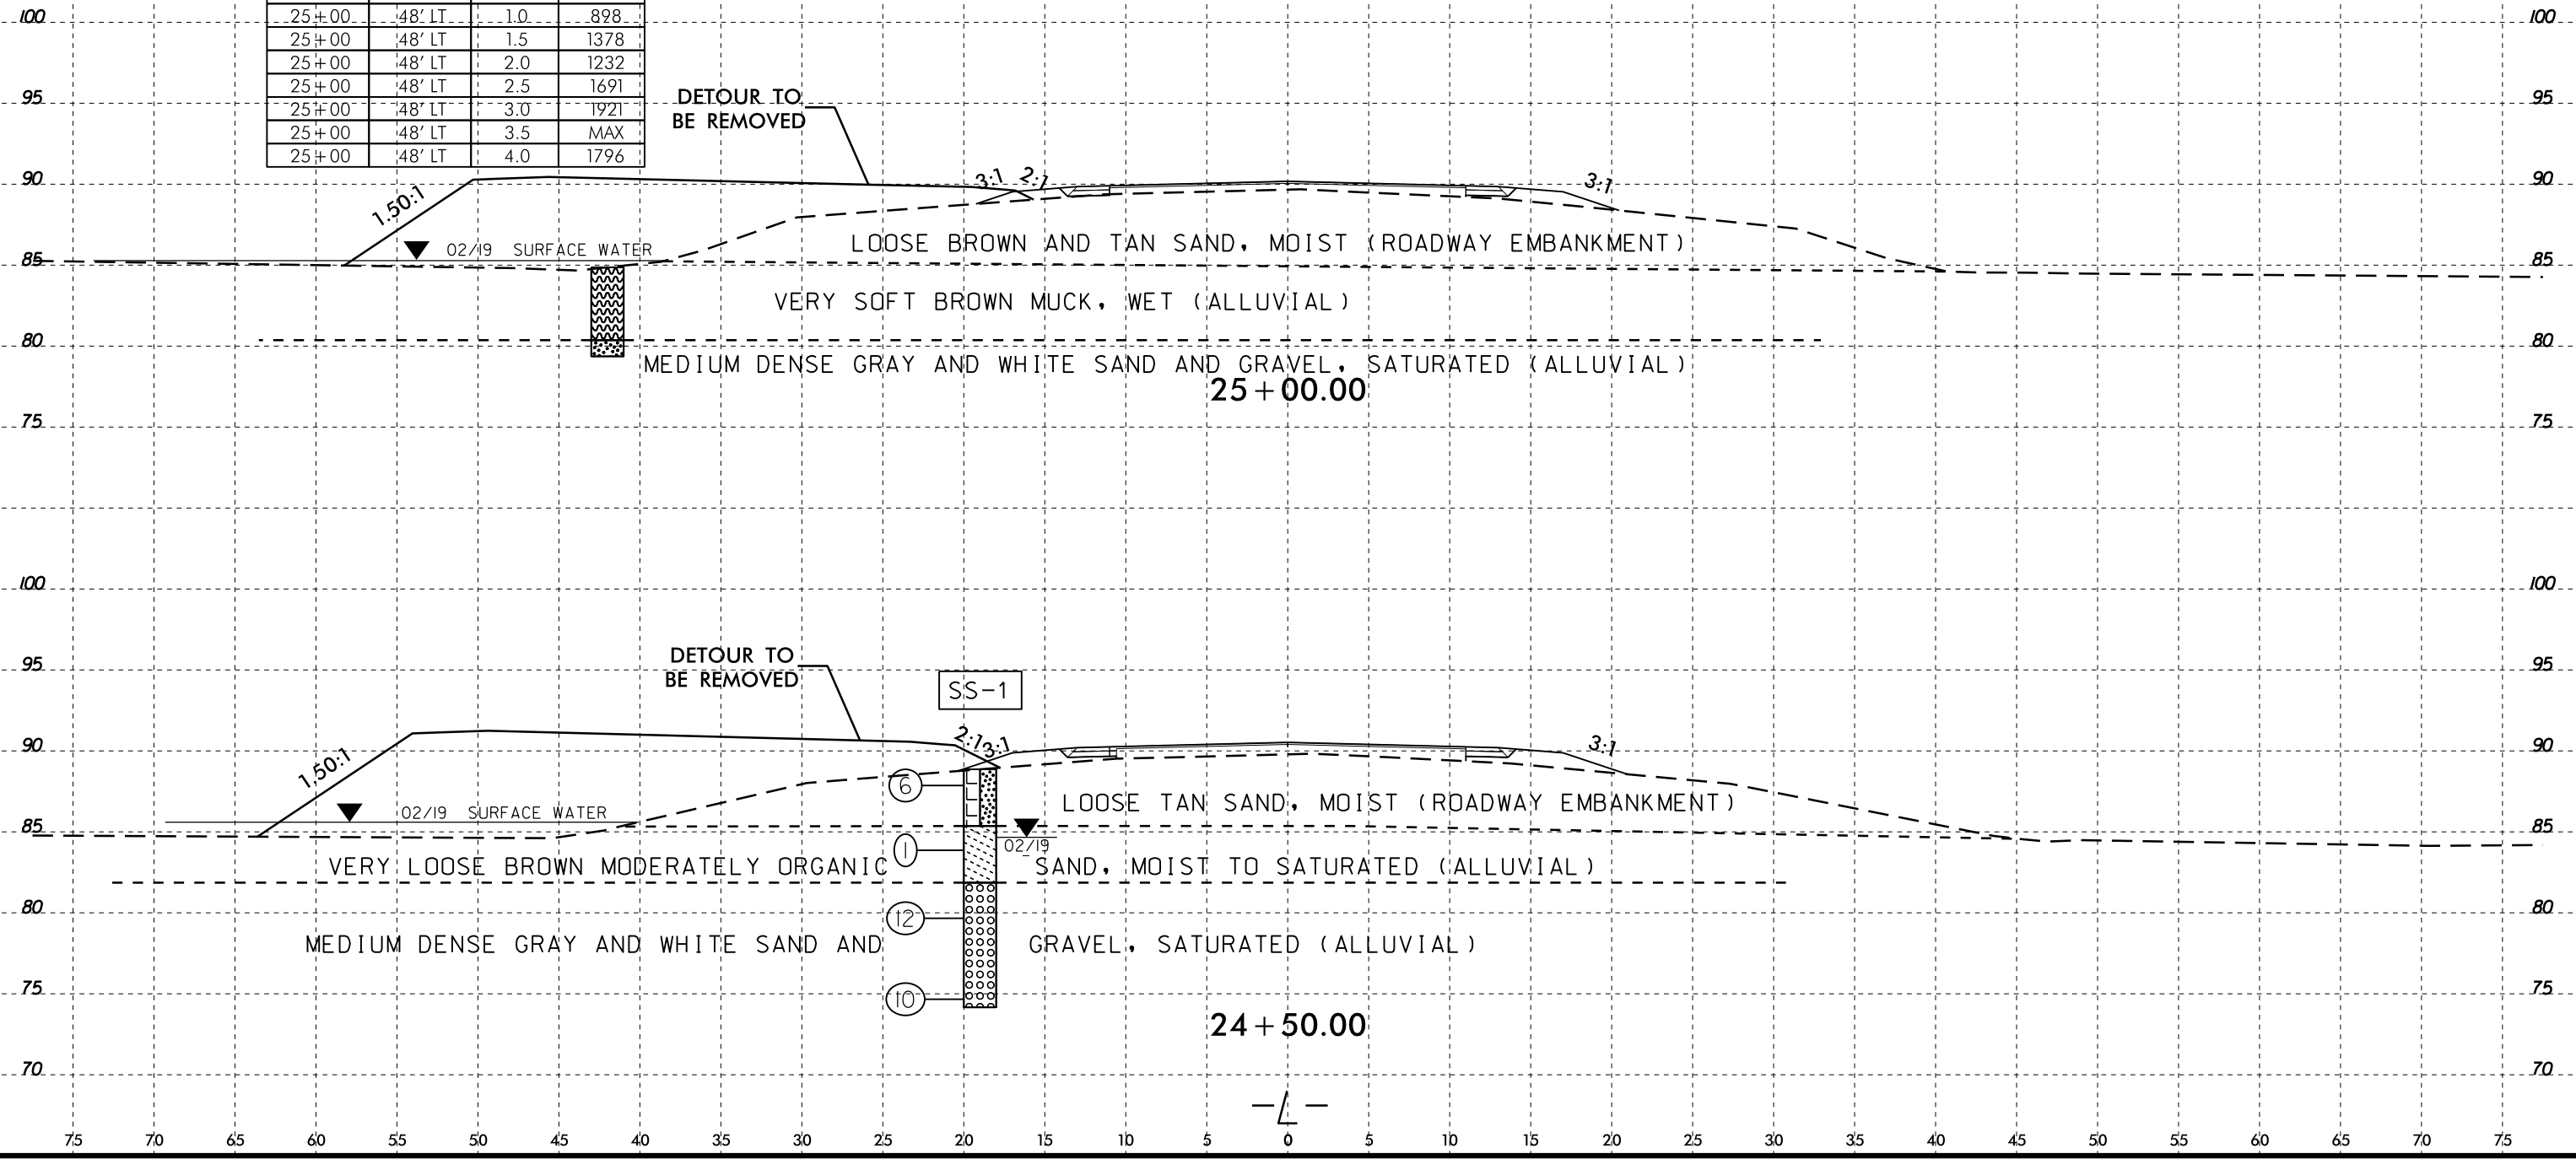 100 100
25+00 48' LT 1.0 898
25+00 48' LT 1.5 1378
25+00 48' LT 2.0 1232
25+00 48' LT 2.5 1691
95 95
25+00 48' LT 3.0 1921
25+00 48' LT 3.5 MAX
25+00 48' LT 4.0 1796
DETOUR TO
BE REMOVED
90 90
1.50:1 3:1 2:1 3:1
02/19 SURFACE WATER
LOOSE BROWN AND TAN SAND, MOIST (ROADWAY EMBANKMENT)
85 85
VERY SOFT BROWN MUCK, WET (ALLUVIAL)
80 80
MEDIUM DENSE GRAY AND WHITE SAND AND GRAVEL, SATURATED (ALLUVIAL)
25+00.00
75 75
100 100
DETOUR TO
BE REMOVED
95 95
SS-1
90 90
1.50:1 2:1 3:1 3:1
6
LOOSE TAN SAND, MOIST (ROADWAY EMBANKMENT)
02/19 SURFACE WATER
85 85
1
02/19
VERY LOOSE BROWN MODERATELY ORGANIC SAND, MOIST TO SATURATED (ALLUVIAL)
80 80
12
MEDIUM DENSE GRAY AND WHITE SAND AND GRAVEL, SATURATED (ALLUVIAL)
75 75
10
24+50.00
70 70
-L-
75 70 65 60 55 50 45 40 35 30 25 20 15 10 5 0 5 10 15 20 25 30 35 40 45 50 55 60 65 70 75